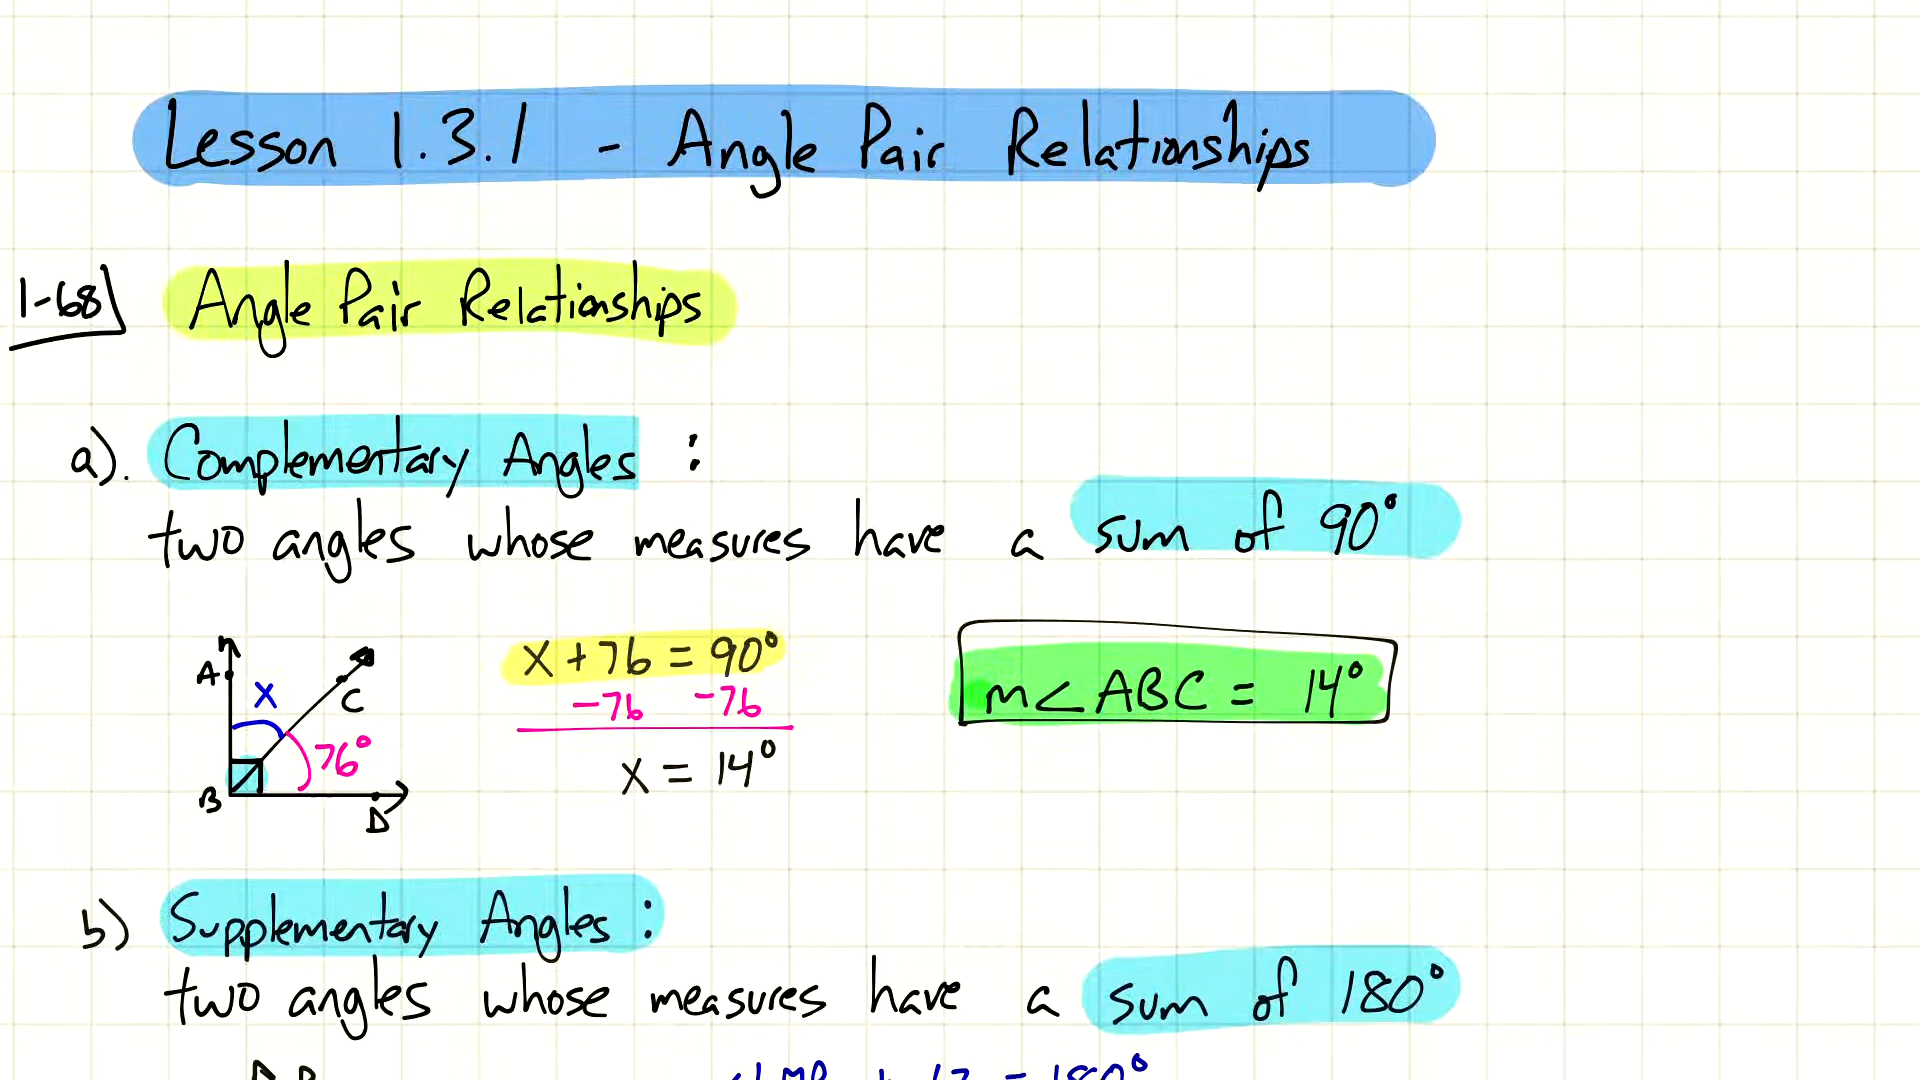 Lesson 1.3.1 - Angle Pair Relationships
1-68 Angle Pair Relationships
a). Complementary Angles :
two angles whose measures have a sum of 90°
A
X
C
76°
B
D
x + 76 = 90°
-76 -76
x = 14°
m∠ABC = 14°
b) Supplementary Angles :
two angles whose measures have a sum of 180°
= 180°